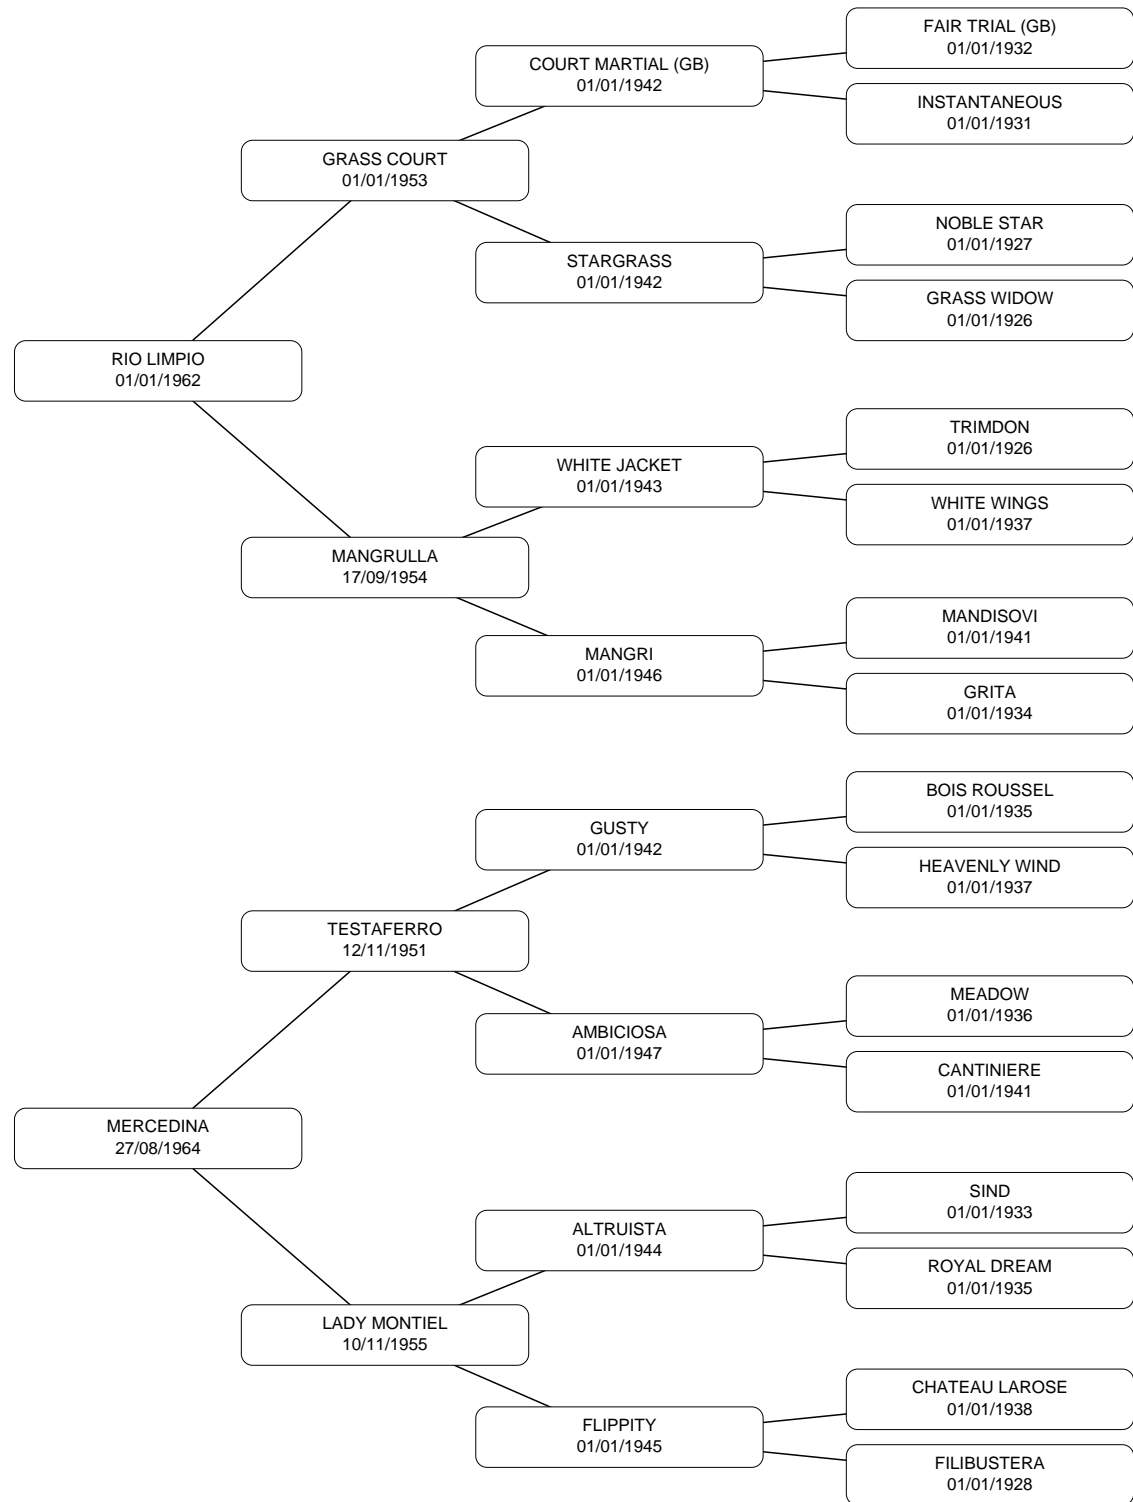 FAIR TRIAL (GB)
01/01/1932
COURT MARTIAL (GB)
01/01/1942
INSTANTANEOUS
01/01/1931
GRASS COURT
01/01/1953
NOBLE STAR
01/01/1927
STARGRASS
01/01/1942
GRASS WIDOW
01/01/1926
RIO LIMPIO
01/01/1962
TRIMDON
01/01/1926
WHITE JACKET
01/01/1943
WHITE WINGS
01/01/1937
MANGRULLA
17/09/1954
MANDISOVI
01/01/1941
MANGRI
01/01/1946
GRITA
01/01/1934
BOIS ROUSSEL
01/01/1935
GUSTY
01/01/1942
HEAVENLY WIND
01/01/1937
TESTAFERRO
12/11/1951
MEADOW
01/01/1936
AMBICIOSA
01/01/1947
CANTINIERE
01/01/1941
MERCEDINA
27/08/1964
SIND
01/01/1933
ALTRUISTA
01/01/1944
ROYAL DREAM
01/01/1935
LADY MONTIEL
10/11/1955
CHATEAU LAROSE
01/01/1938
FLIPPITY
01/01/1945
FILIBUSTERA
01/01/1928